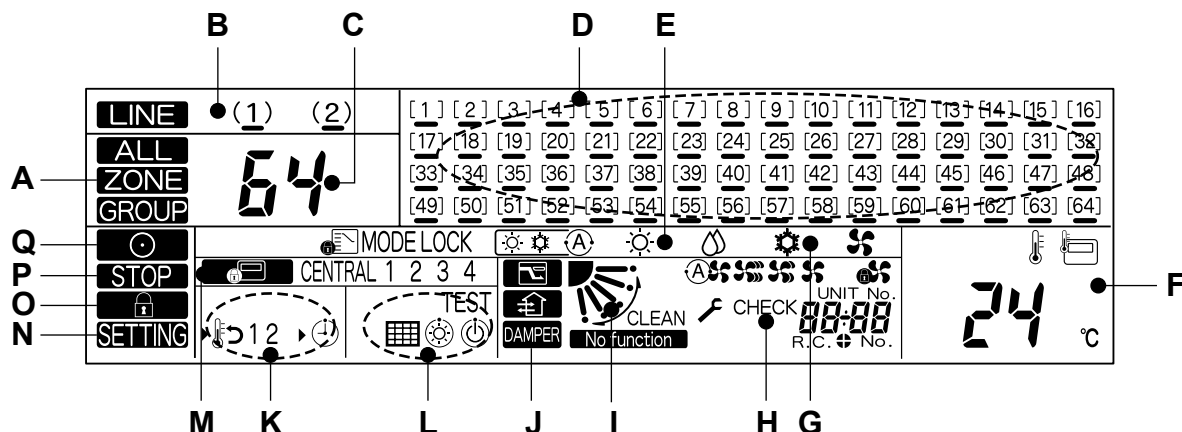 B C D E
LINE (1) (2)
[1] [2] [3] [4] [5] [6] [7] [8] [9] [10] [11] [12] [13] [14] [15] [16]
ALL
[17] [18] [19] [20] [21] [22] [23] [24] [25] [26] [27] [28] [29] [30] [31] [32]
A ZONE 64
[33] [34] [35] [36] [37] [38] [39] [40] [41] [42] [43] [44] [45] [46] [47] [48]
GROUP
[49] [50] [51] [52] [53] [54] [55] [56] [57] [58] [59] [60] [61] [62] [63] [64]
Q MODE LOCK A
P STOP CENTRAL 1 2 3 4 A
F
O TEST UNIT No.
CLEAN CHECK 88:88 24 °C
N SETTING 12 DAMPER No function R.C. No.
M K L J I H G